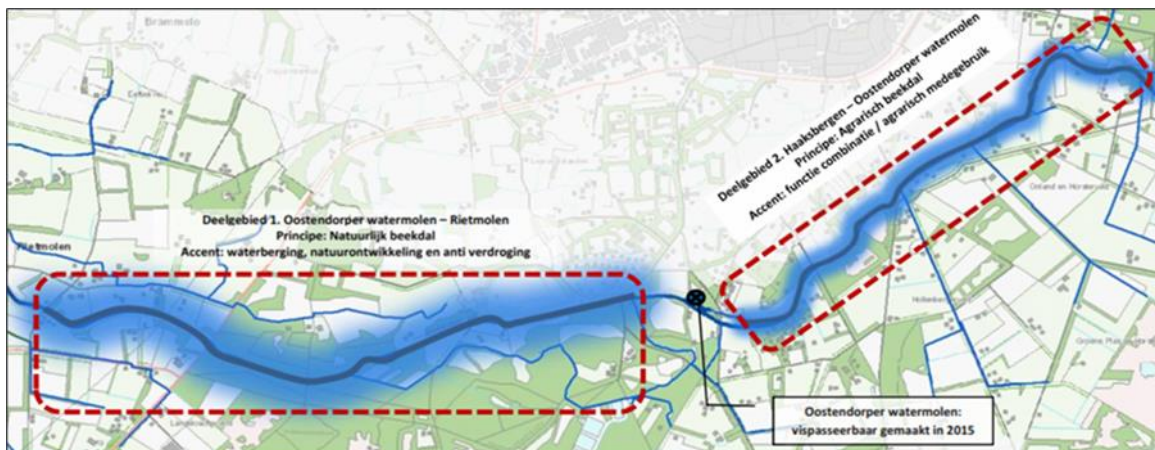 Deelgebied 1. Oostendorper watermolen – Rietmolen
Principe: Natuurlijk beekdal
Accent: waterberging, natuurontwikkeling en anti verdroging
Deelgebied 2. Haaksbergen – Oostendorper watermolen
Principe: Agrarisch beekdal
Accent: functie combinatie / agrarisch medegebruik
Rietmolen
Oostendorper watermolen:
vispasseerbaar gemaakt in 2015